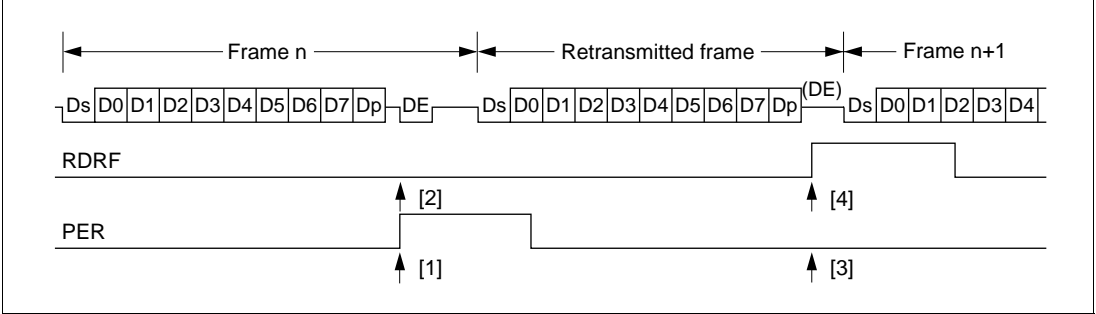 Frame n Retransmitted frame Frame n+1
Ds D0 D1 D2 D3 D4 D5 D6 D7 Dp DE Ds D0 D1 D2 D3 D4 D5 D6 D7 Dp (DE) Ds D0 D1 D2 D3 D4
RDRF
[2] [4]
PER
[1] [3]